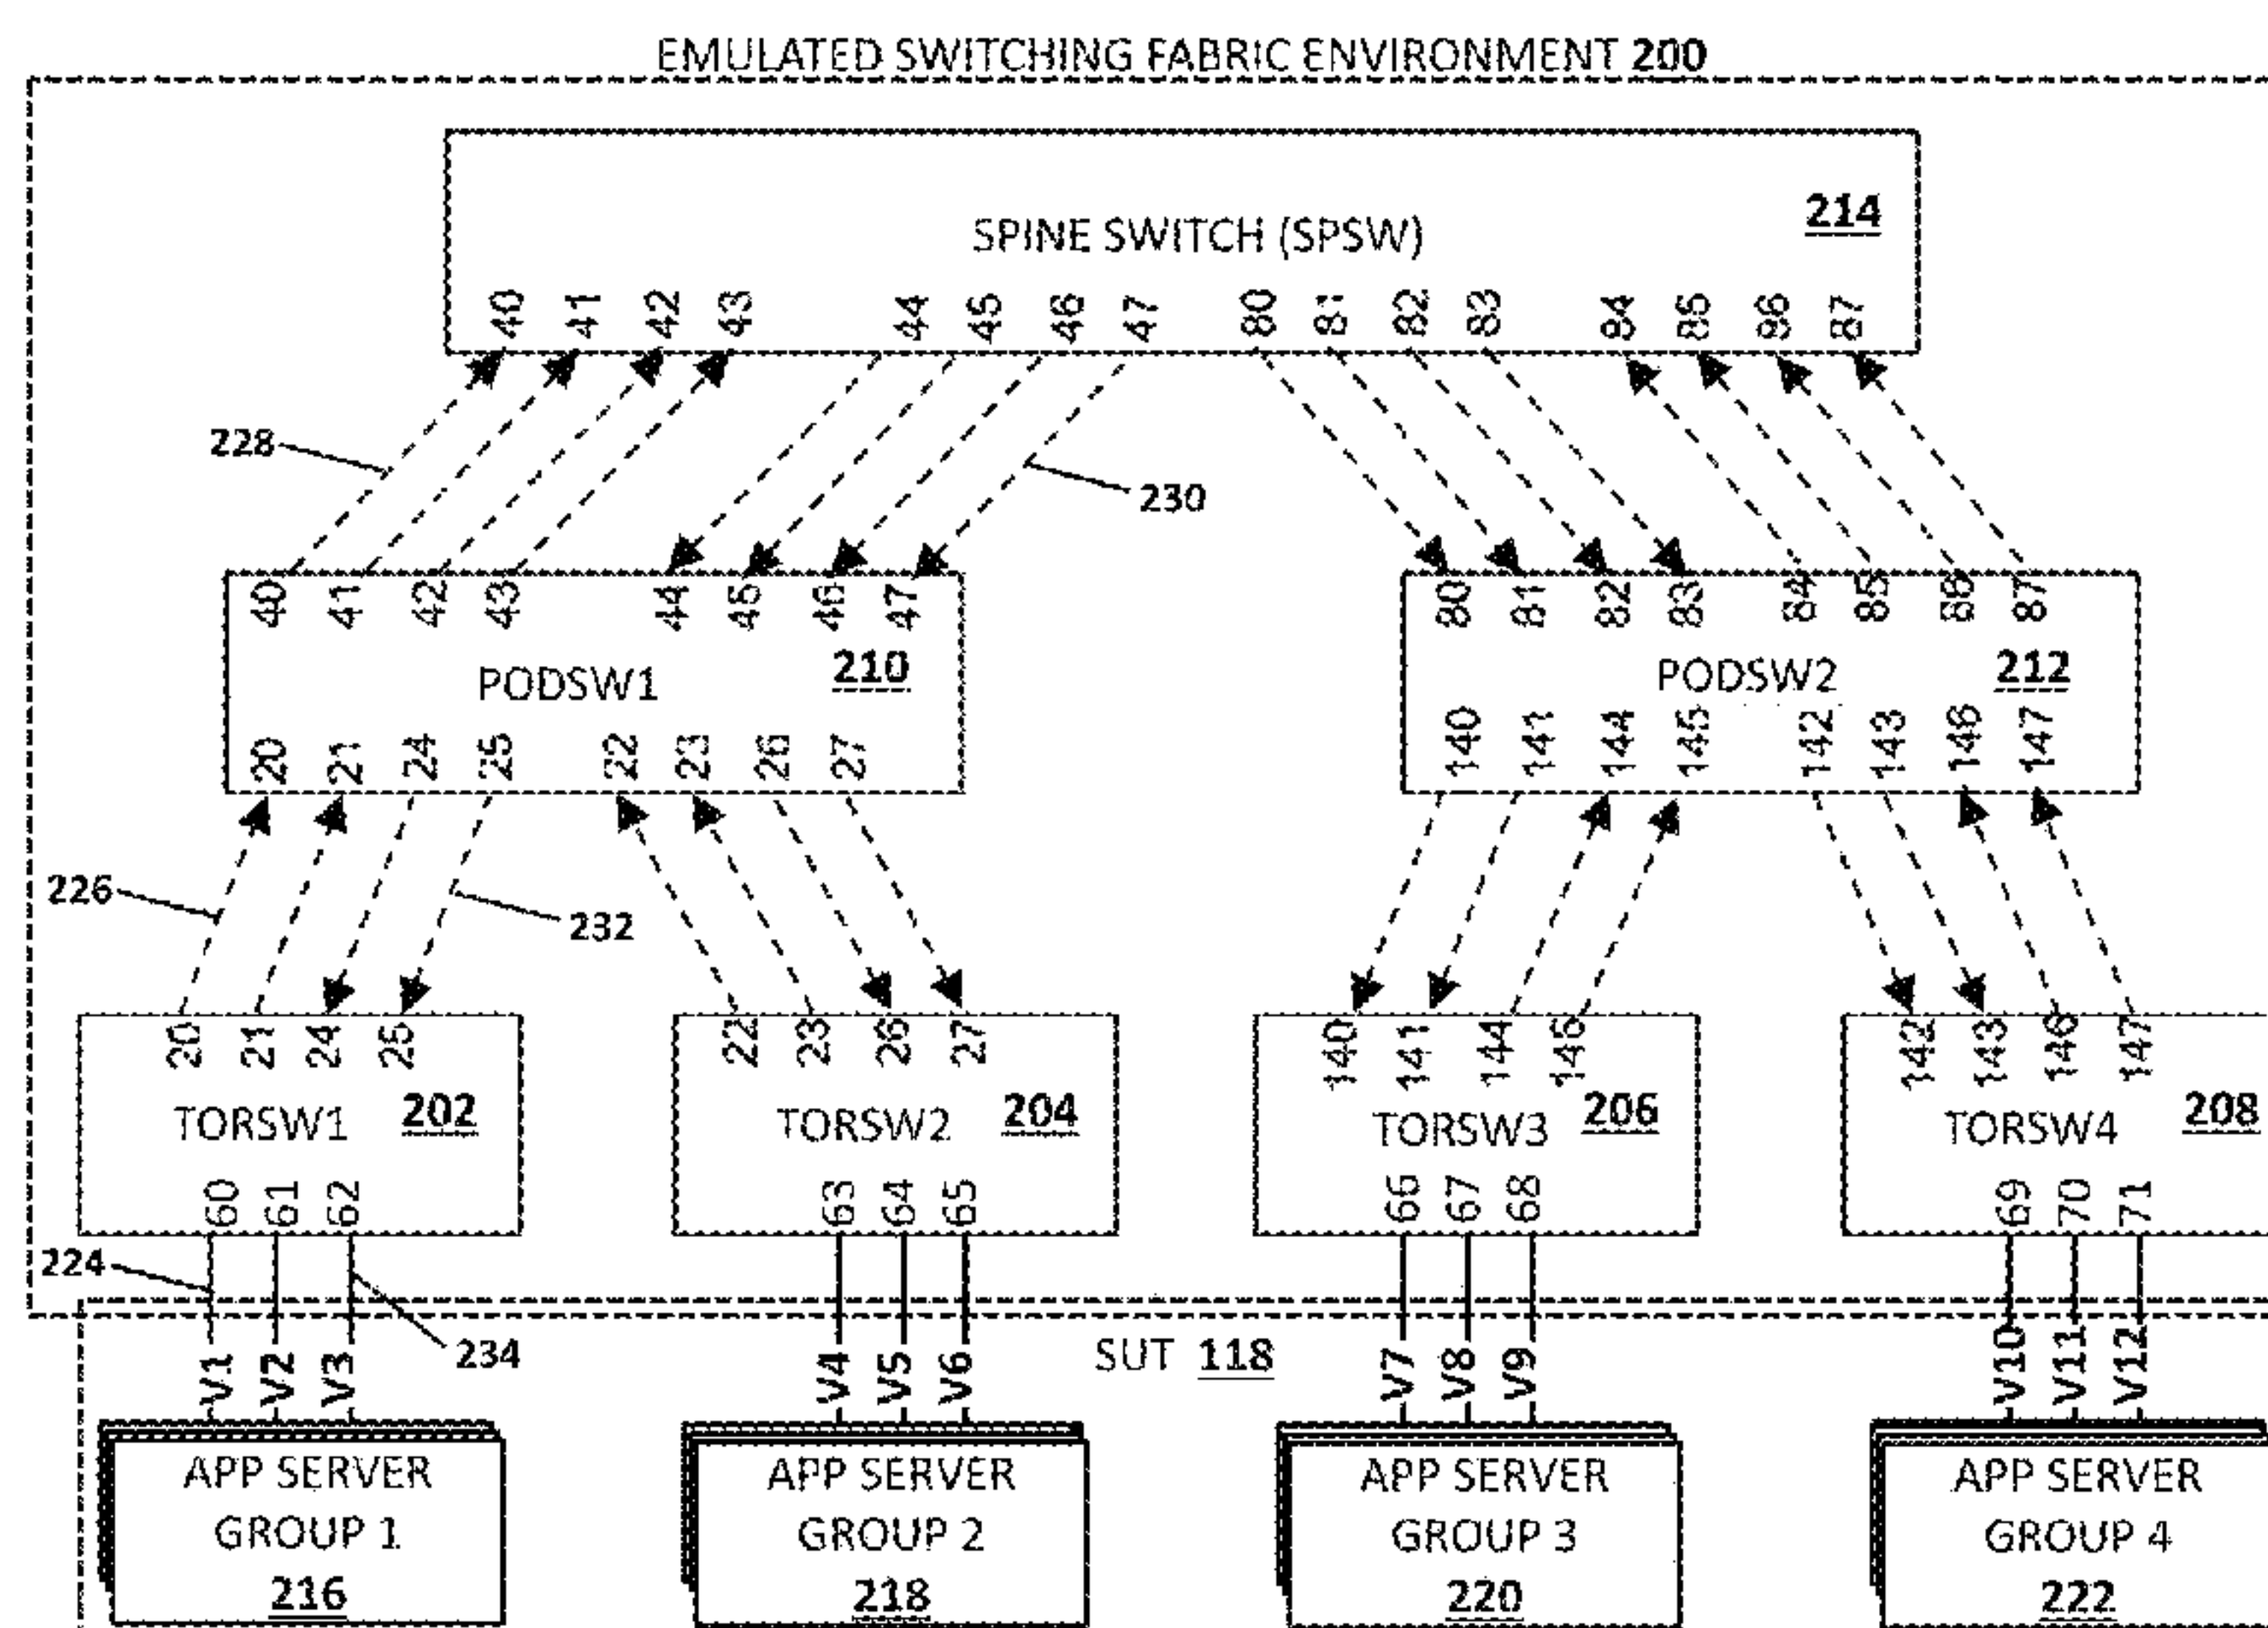 EMULATED SWITCHING FABRIC ENVIRONMENT 200
214
SPINE SWITCH (SPSW)
40 41 42 43 44 45 46 47 80 81 82 83 84 85 86 87
228
230
40 41 42 43 44 45 46 47
80 81 82 83 84 85 86 87
PODSW1 210
PODSW2 212
20 21 24 25 22 23 26 27
140 141 144 145 142 143 146 147
226
232
20 21 24 25
22 23 26 27
140 141 144 145
142 143 146 147
TORSW1 202
TORSW2 204
TORSW3 206
TORSW4 208
60 61 62
63 64 65
66 67 68
69 70 71
224
234
SUT 118
V1 V2 V3
V4 V5 V6
V7 V8 V9
V10 V11 V12
APP SERVER
GROUP 1
216
APP SERVER
GROUP 2
218
APP SERVER
GROUP 3
220
APP SERVER
GROUP 4
222